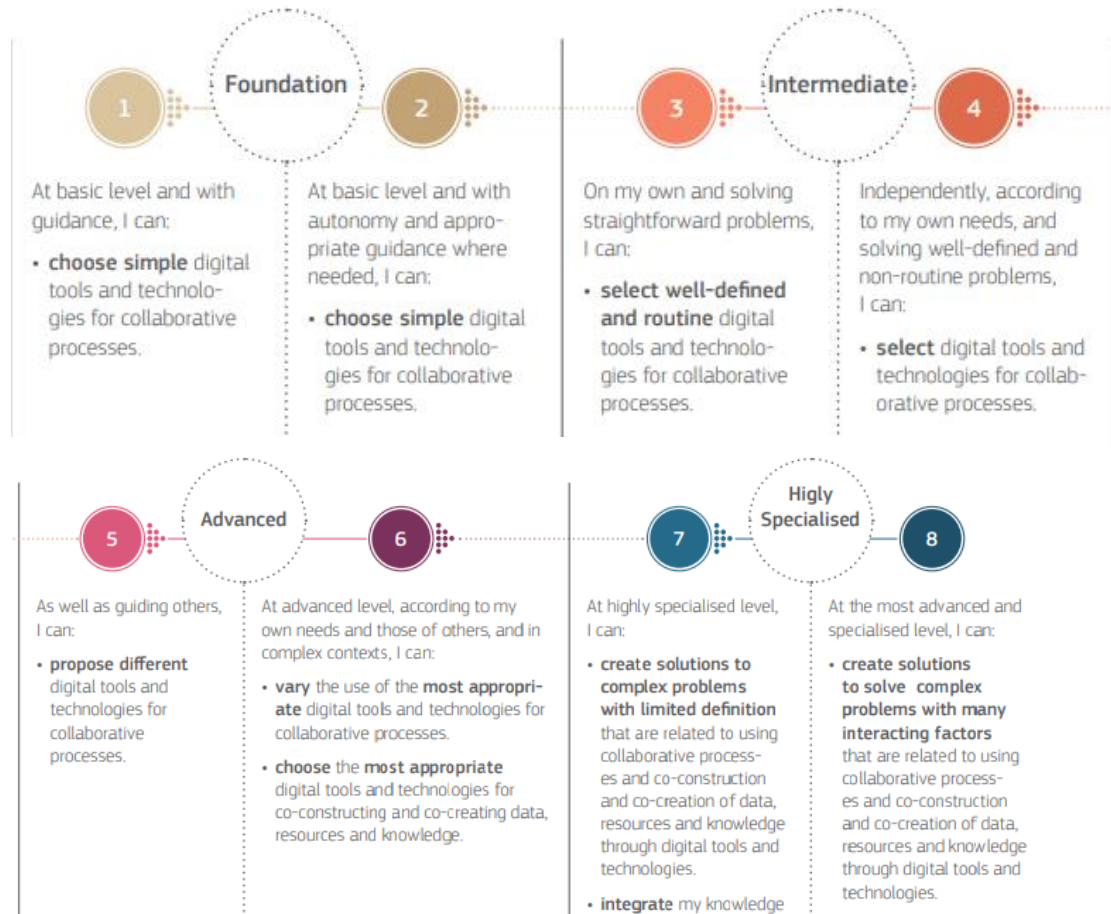 Foundation
1
2
At basic level and with
guidance, I can:
• choose simple digital
tools and technolo-
gies for collaborative
processes.
At basic level and with
autonomy and appro-
priate guidance where
needed, I can:
• choose simple digital
tools and technolo-
gies for collaborative
processes.
Intermediate
3
4
On my own and solving
straightforward problems,
I can:
• select well-defined
and routine digital
tools and technolo-
gies for collaborative
processes.
Independently, according
to my own needs, and
solving well-defined and
non-routine problems,
I can:
• select digital tools and
technologies for collab-
orative processes.
Advanced
5
6
As well as guiding others,
I can:
• propose different
digital tools and
technologies for
collaborative
processes.
At advanced level, according to my
own needs and those of others, and in
complex contexts, I can:
• vary the use of the most appropri-
ate digital tools and technologies for
collaborative processes.
• choose the most appropriate
digital tools and technologies for
co-constructing and co-creating data,
resources and knowledge.
Higly
Specialised
7
8
At highly specialised level,
I can:
• create solutions to
complex problems
with limited definition
that are related to using
collaborative process-
es and co-construction
and co-creation of data,
resources and knowledge
through digital tools and
technologies.
• integrate my knowledge
At the most advanced and
specialised level, I can:
• create solutions
to solve complex
problems with many
interacting factors
that are related to using
collaborative process-
es and co-construction
and co-creation of data,
resources and knowledge
through digital tools and
technologies.